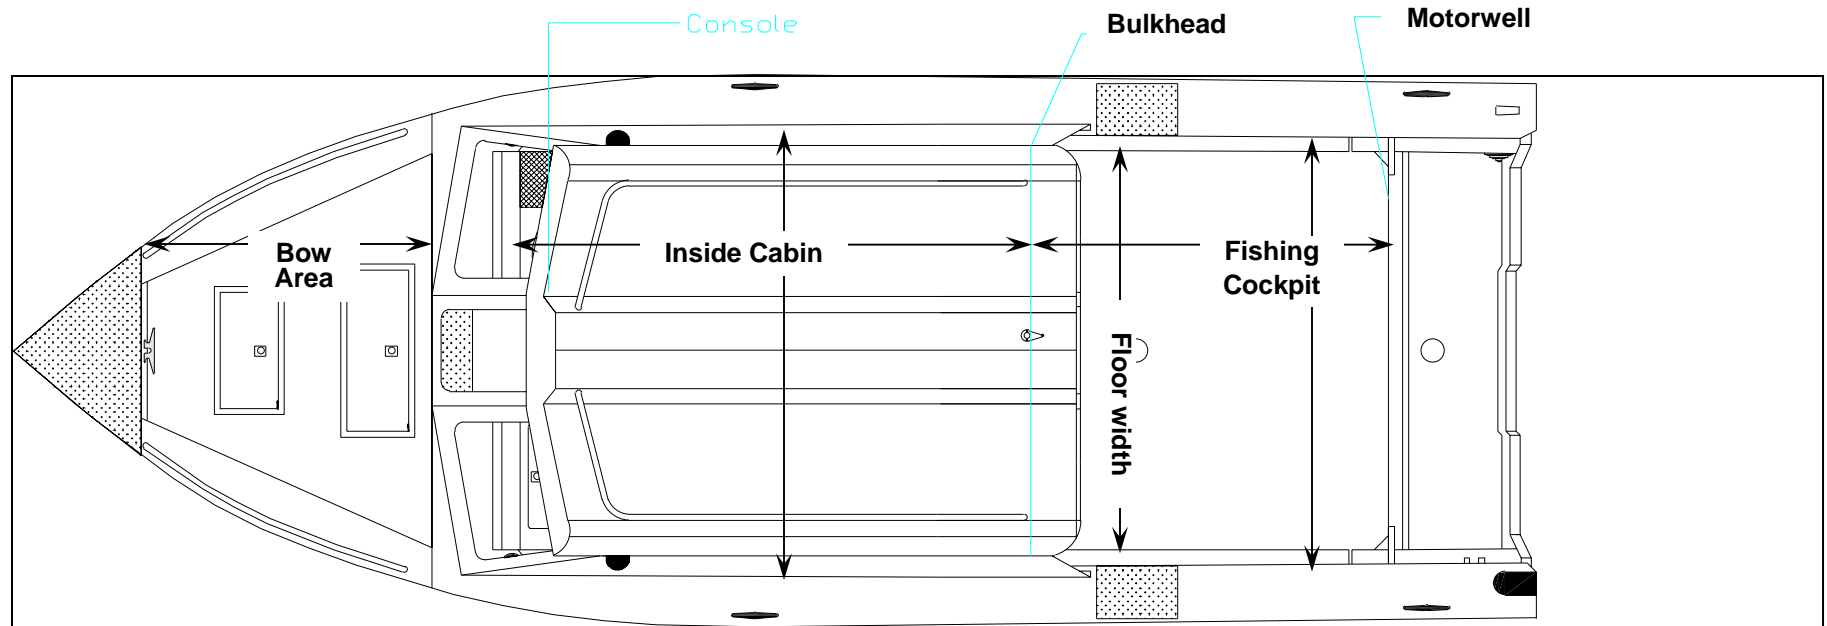 Console
Bulkhead
Motorwell
Bow
Area
Inside Cabin
Fishing
Cockpit
Floor width